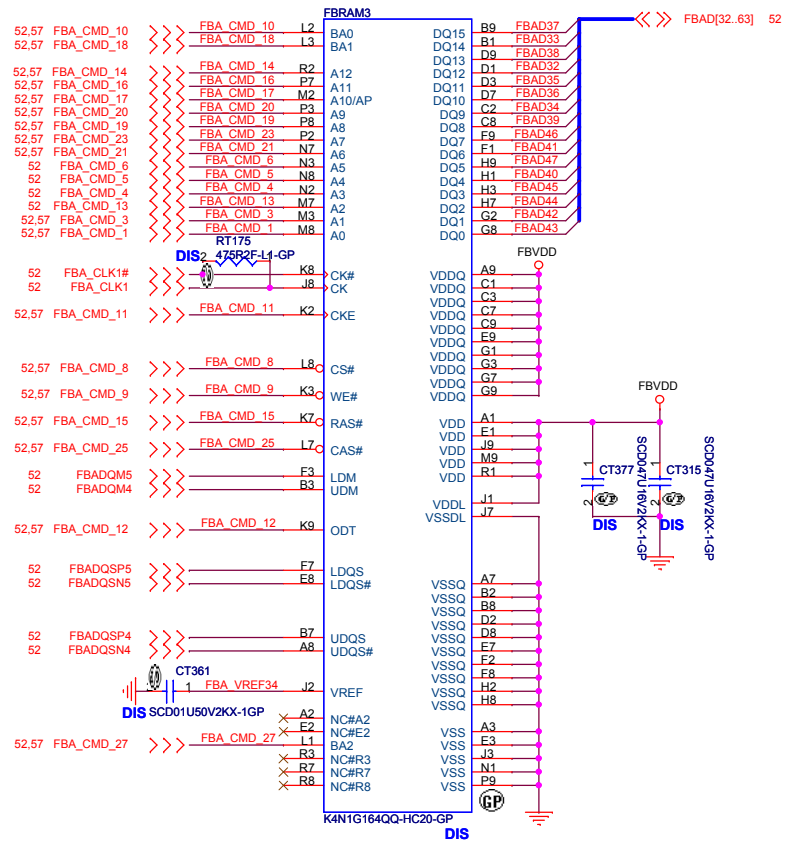 FBRAM3
52,57 FBA_CMD_10 FBA_CMD_10 L2 BA0 DQ15 B9 FBAD37 FBAD[32..63] 52
52,57 FBA_CMD_18 FBA_CMD_18 L3 BA1 DQ14 B1 FBAD33
DQ13 D9 FBAD38
52,57 FBA_CMD_14 FBA_CMD_14 R2 A12 DQ12 D1 FBAD32
52,57 FBA_CMD_16 FBA_CMD_16 P7 A11 DQ11 D3 FBAD35
52,57 FBA_CMD_17 FBA_CMD_17 M2 A10/AP DQ10 D7 FBAD36
52,57 FBA_CMD_20 FBA_CMD_20 P3 A9 DQ9 C2 FBAD34
52,57 FBA_CMD_19 FBA_CMD_19 P8 A8 DQ8 C8 FBAD39
52,57 FBA_CMD_23 FBA_CMD_23 P2 A7 DQ7 F9 FBAD46
52,57 FBA_CMD_21 FBA_CMD_21 N7 A6 DQ6 F1 FBAD41
52 FBA_CMD_6 FBA_CMD_6 N3 A5 DQ5 H9 FBAD47
52 FBA_CMD_5 FBA_CMD_5 N8 A4 DQ4 H1 FBAD40
52 FBA_CMD_4 FBA_CMD_4 N2 A3 DQ3 H3 FBAD45
52 FBA_CMD_13 FBA_CMD_13 M7 A2 DQ2 H7 FBAD44
52,57 FBA_CMD_3 FBA_CMD_3 M3 A1 DQ1 G2 FBAD42
52,57 FBA_CMD_1 FBA_CMD_1 M8 A0 DQ0 G8 FBAD43
RT175
DIS 2 475R2F-L1-GP FBVDD
52 FBA_CLK1# K8 CK# VDDQ A9
52 FBA_CLK1 J8 CK VDDQ C1
VDDQ C3
52,57 FBA_CMD_11 FBA_CMD_11 K2 CKE VDDQ C7
VDDQ C9
VDDQ E9
VDDQ G1
52,57 FBA_CMD_8 FBA_CMD_8 L8 CS# VDDQ G3
VDDQ G7
52,57 FBA_CMD_9 FBA_CMD_9 K3 WE# VDDQ G9
FBVDD
52,57 FBA_CMD_15 FBA_CMD_15 K7 RAS# VDD A1
VDD E1
52,57 FBA_CMD_25 FBA_CMD_25 L7 CAS# VDD J9
VDD M9
52 FBADQM5 F3 LDM VDD R1
52 FBADQM4 B3 UDM
1 CT377 SCD047U16V2KX-1-GP 1 CT315 SCD047U16V2KX-1-GP
2 GP DIS 2 GP DIS
VDDL J1
VSSDL J7
52,57 FBA_CMD_12 FBA_CMD_12 K9 ODT
52 FBADQSP5 F7 LDQS
52 FBADQSN5 E8 LDQS# VSSQ A7
VSSQ B2
VSSQ B8
VSSQ D2
52 FBADQSP4 B7 UDQS VSSQ D8
52 FBADQSN4 A8 UDQS# VSSQ E7
VSSQ F2
CT361 VSSQ F8
1 FBA_VREF34 J2 VREF VSSQ H2
DIS SCD01U50V2KX-1GP VSSQ H8
A2 NC#A2
E2 NC#E2 VSS A3
52,57 FBA_CMD_27 FBA_CMD_27 L1 BA2 VSS E3
R3 NC#R3 VSS J3
R7 NC#R7 VSS N1
R8 NC#R8 VSS P9
GP
K4N1G164QQ-HC20-GP
DIS